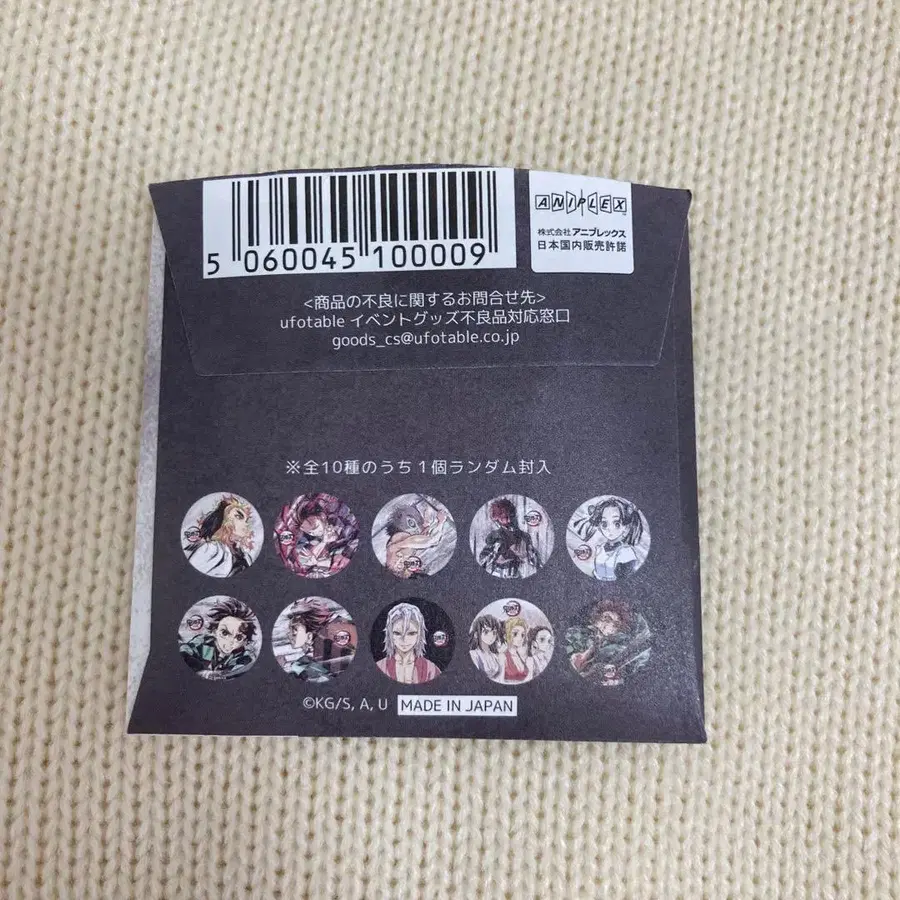 5 060045 100009
ANIPLEX
株式会社 アニプレックス
日本国内販売許諾
<商品の不良に関するお問合せ先>
ufotable イベントグッズ不良品対応窓口
goods_cs@ufotable.co.jp
※全10種のうち1個ランダム封入
©KG/S, A, U MADE IN JAPAN